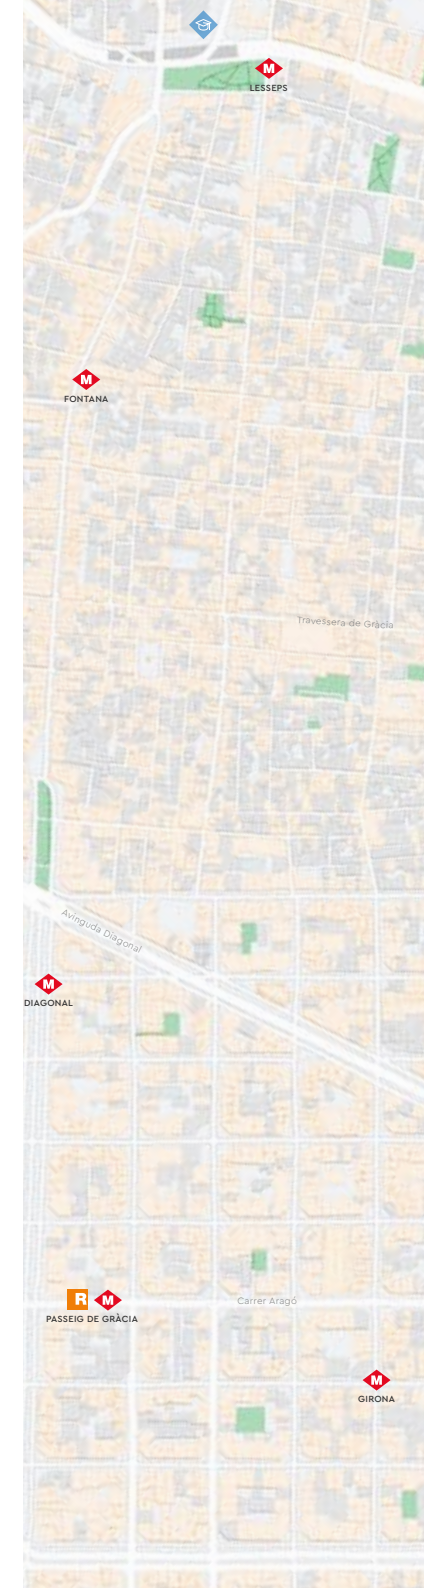 M
LESSEPS
M
FONTANA
Travessera de Gràcia
Avinguda Diagonal
M
DIAGONAL
R M
PASSEIG DE GRÀCIA
Carrer Aragó
M
GIRONA